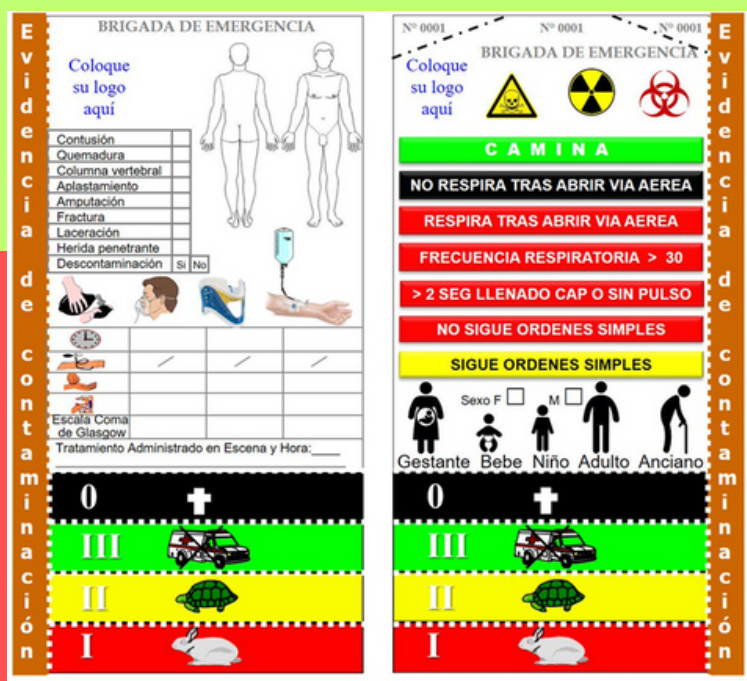 Evidencia de contaminación
BRIGADA DE EMERGENCIA
Coloque
su logo
aquí
Contusión
Quemadura
Columna vertebral
Aplastamiento
Amputación
Fractura
Laceración
Herida penetrante
Descontaminación Si No
Escala Coma
de Glasgow
Tratamiento Administrado en Escena y Hora:____
0
III
II
I
Nº 0001 Nº 0001 Nº 0001
BRIGADA DE EMERGENCIA
Coloque
su logo
aquí
CAMINA
NO RESPIRA TRAS ABRIR VIA AEREA
RESPIRA TRAS ABRIR VIA AEREA
FRECUENCIA RESPIRATORIA > 30
> 2 SEG LLENADO CAP O SIN PULSO
NO SIGUE ORDENES SIMPLES
SIGUE ORDENES SIMPLES
Sexo F M
Gestante Bebe Niño Adulto Anciano
0
III
II
I
Evidencia de contaminación